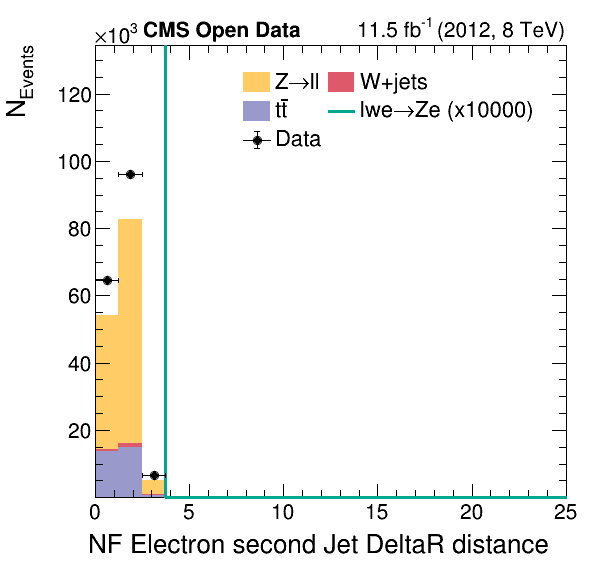 ×10³ CMS Open Data 11.5 fb⁻¹ (2012, 8 TeV)
N_Events
Z→ll W+jets
tt̄ lwe→Ze (x10000)
Data
120
100
80
60
40
20
0 5 10 15 20 25
NF Electron second Jet DeltaR distance